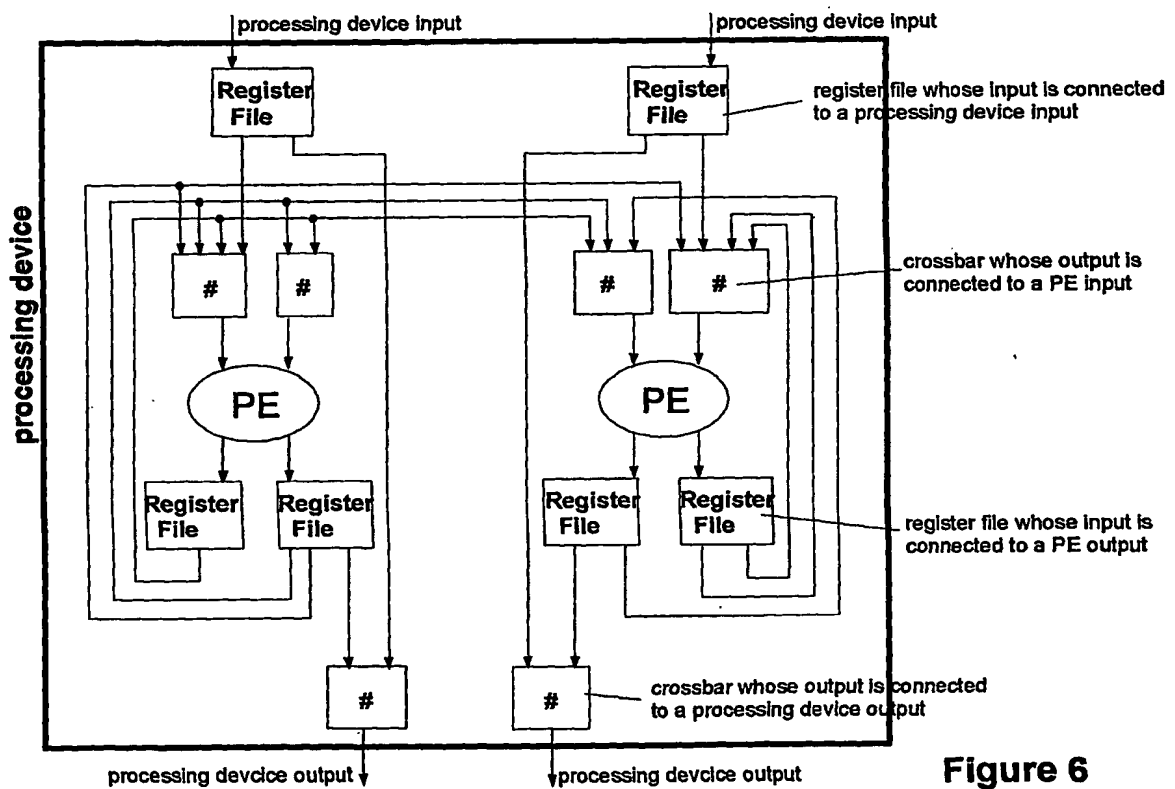 processing device input
processing device input
Register
File
Register
File
register file whose input is connected
to a processing device input
processing device
#
#
#
#
crossbar whose output is
connected to a PE input
PE
PE
Register
File
Register
File
Register
File
Register
File
register file whose input is
connected to a PE output
#
#
crossbar whose output is connected
to a processing device output
processing devcice output
processing devcice output
Figure 6